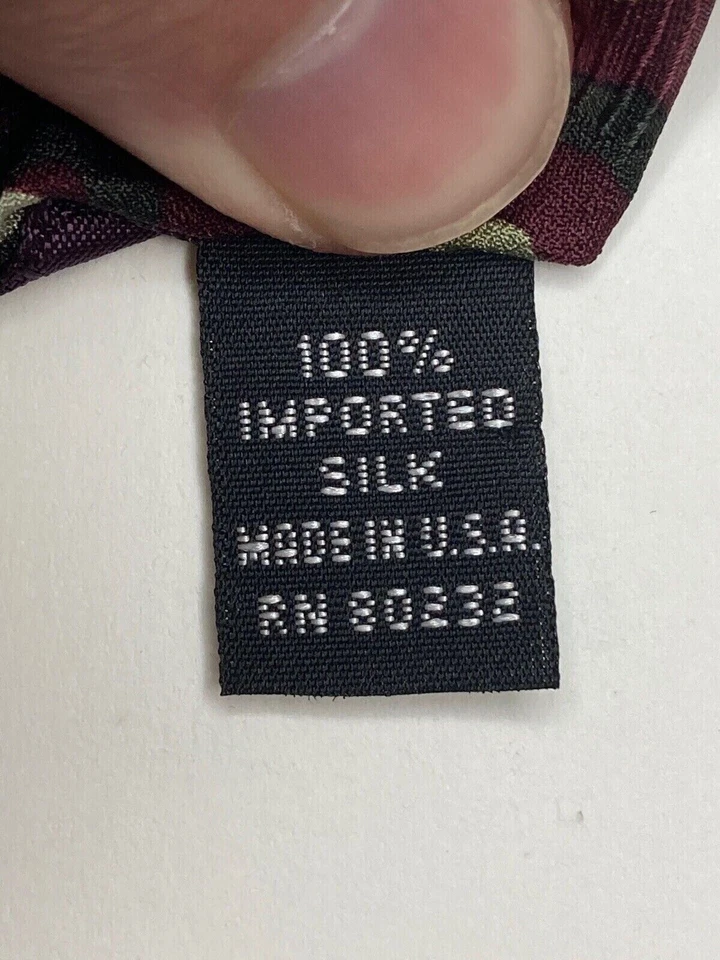 100%
IMPORTED
SILK
MADE IN U.S.A.
RN 80232